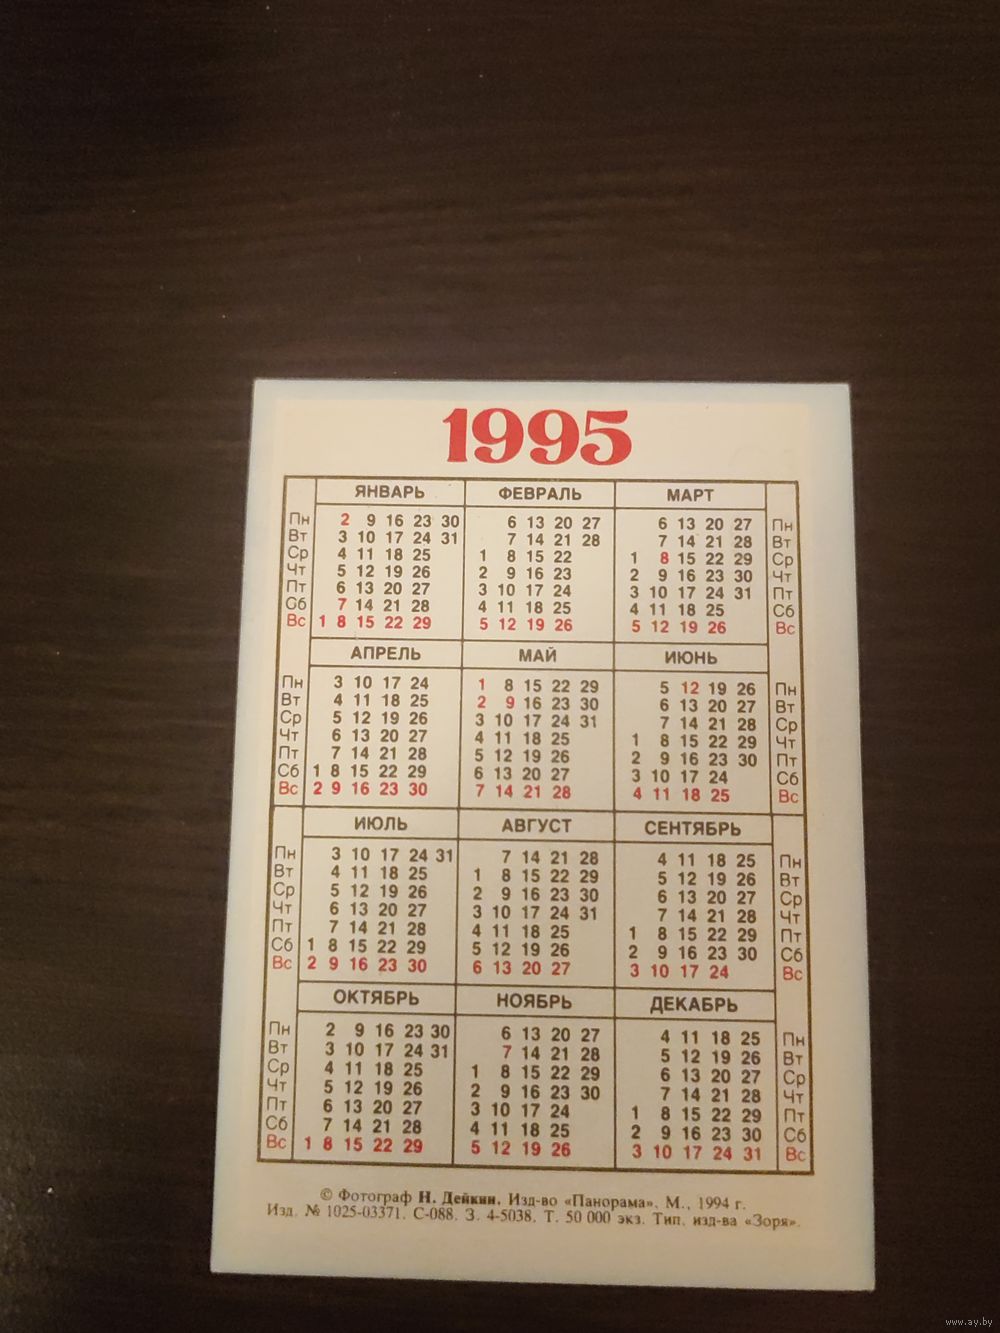 1995
ЯНВАРЬ ФЕВРАЛЬ МАРТ
Пн 2 9 16 23 30 6 13 20 27 6 13 20 27 Пн
Вт 3 10 17 24 31 7 14 21 28 7 14 21 28 Вт
Ср 4 11 18 25 1 8 15 22 1 8 15 22 29 Ср
Чт 5 12 19 26 2 9 16 23 2 9 16 23 30 Чт
Пт 6 13 20 27 3 10 17 24 3 10 17 24 31 Пт
Сб 7 14 21 28 4 11 18 25 4 11 18 25 Сб
Вс 1 8 15 22 29 5 12 19 26 5 12 19 26 Вс
АПРЕЛЬ МАЙ ИЮНЬ
Пн 3 10 17 24 1 8 15 22 29 5 12 19 26 Пн
Вт 4 11 18 25 2 9 16 23 30 6 13 20 27 Вт
Ср 5 12 19 26 3 10 17 24 31 7 14 21 28 Ср
Чт 6 13 20 27 4 11 18 25 1 8 15 22 29 Чт
Пт 7 14 21 28 5 12 19 26 2 9 16 23 30 Пт
Сб 1 8 15 22 29 6 13 20 27 3 10 17 24 Сб
Вс 2 9 16 23 30 7 14 21 28 4 11 18 25 Вс
ИЮЛЬ АВГУСТ СЕНТЯБРЬ
Пн 3 10 17 24 31 7 14 21 28 4 11 18 25 Пн
Вт 4 11 18 25 1 8 15 22 29 5 12 19 26 Вт
Ср 5 12 19 26 2 9 16 23 30 6 13 20 27 Ср
Чт 6 13 20 27 3 10 17 24 31 7 14 21 28 Чт
Пт 7 14 21 28 4 11 18 25 1 8 15 22 29 Пт
Сб 1 8 15 22 29 5 12 19 26 2 9 16 23 30 Сб
Вс 2 9 16 23 30 6 13 20 27 3 10 17 24 Вс
ОКТЯБРЬ НОЯБРЬ ДЕКАБРЬ
Пн 2 9 16 23 30 6 13 20 27 4 11 18 25 Пн
Вт 3 10 17 24 31 7 14 21 28 5 12 19 26 Вт
Ср 4 11 18 25 1 8 15 22 29 6 13 20 27 Ср
Чт 5 12 19 26 2 9 16 23 30 7 14 21 28 Чт
Пт 6 13 20 27 3 10 17 24 1 8 15 22 29 Пт
Сб 7 14 21 28 4 11 18 25 2 9 16 23 30 Сб
Вс 1 8 15 22 29 5 12 19 26 3 10 17 24 31 Вс
© Фотограф Н. Дейкин. Изд-во «Панорама». М., 1994 г.
Изд. № 1025-03371. С-088. З. 4-5038. Т. 50 000 экз. Тип. изд-ва «Зоря».
www.ay.by